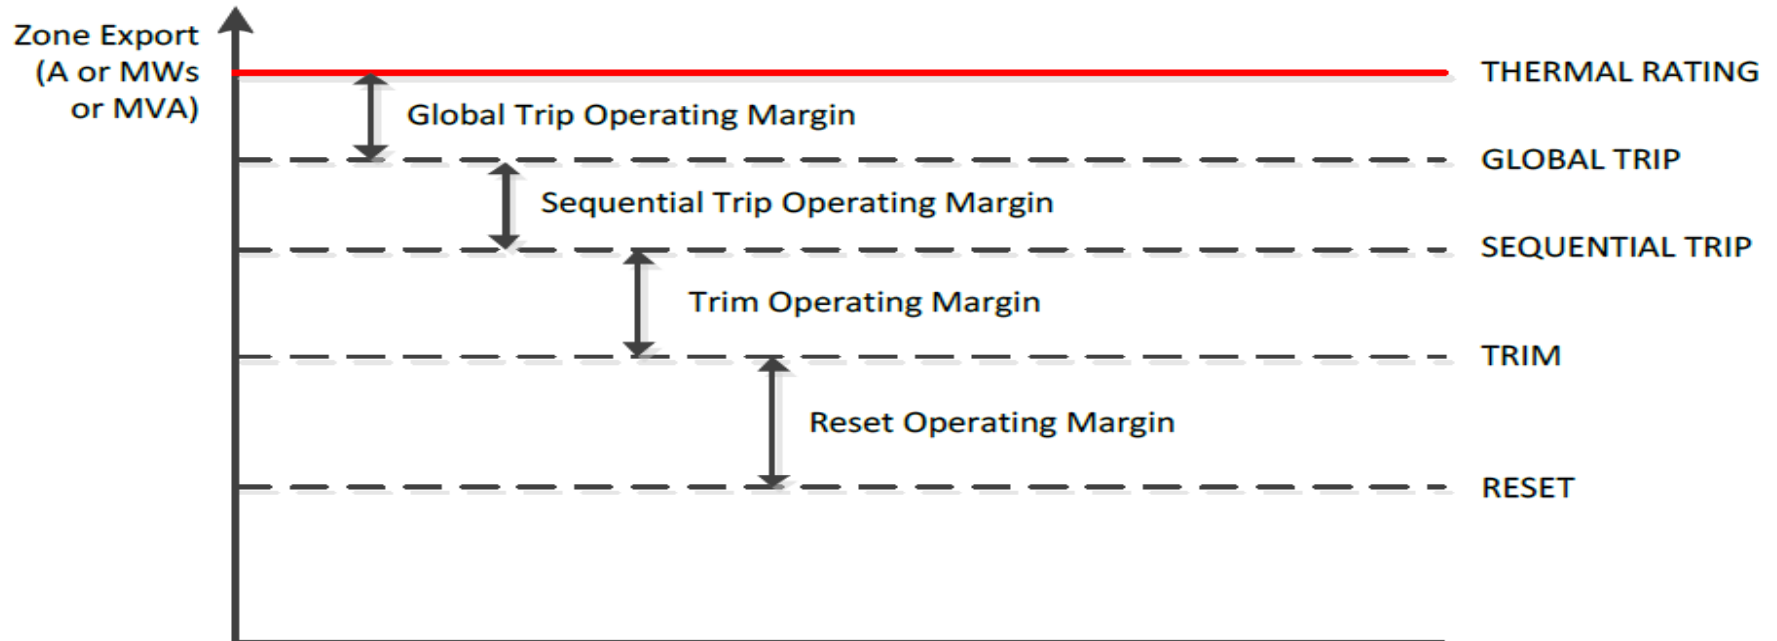 Zone Export
(A or MWs
or MVA)
THERMAL RATING
Global Trip Operating Margin
GLOBAL TRIP
Sequential Trip Operating Margin
SEQUENTIAL TRIP
Trim Operating Margin
TRIM
Reset Operating Margin
RESET